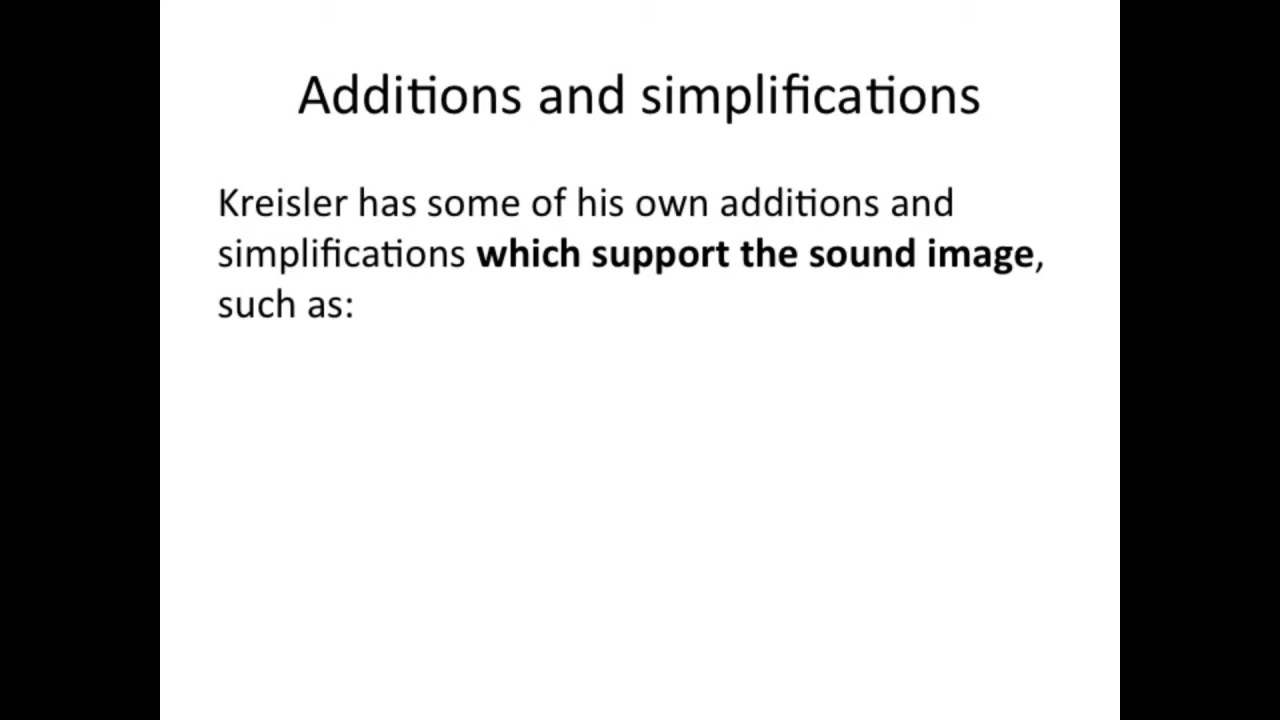 Additions and simplifications
Kreisler has some of his own additions and
simplifications which support the sound image,
such as: